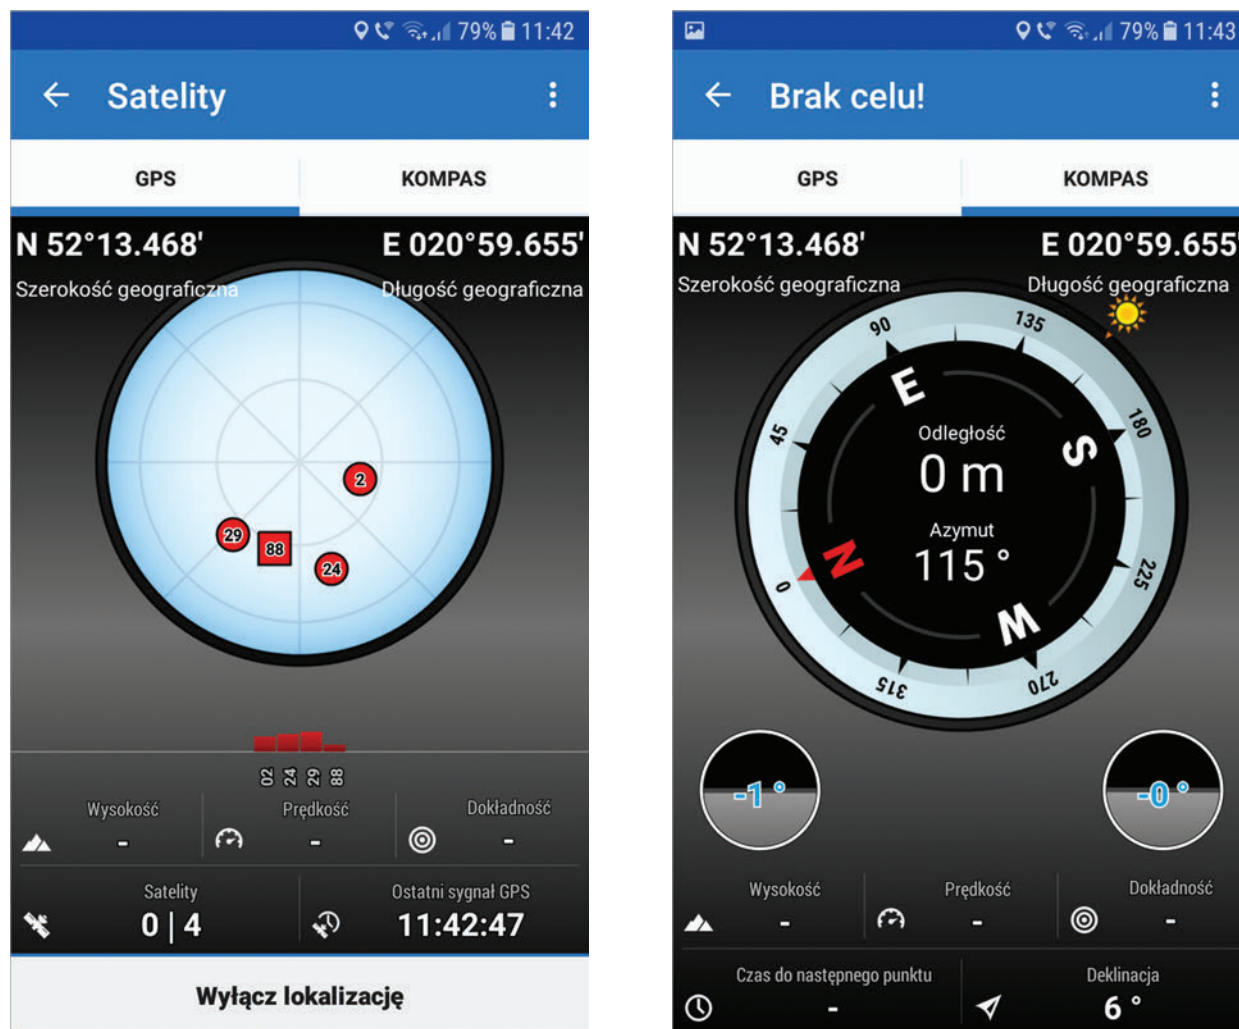 79% 11:42
Satelity
GPS KOMPAS
N 52°13.468' E 020°59.655'
Szerokość geograficzna Długość geograficzna
2
29
88
24
02 24 29 88
Wysokość Prędkość Dokładność
- - -
Satelity Ostatni sygnał GPS
0 | 4 11:42:47
Wyłącz lokalizację
79% 11:43
Brak celu!
GPS KOMPAS
N 52°13.468' E 020°59.655'
Szerokość geograficzna Długość geograficzna
90 135
45 180
E S
Odległość
0 m
Azymut
115 °
N W
0 225
315 270
-1 ° -0 °
Wysokość Prędkość Dokładność
- - -
Czas do następnego punktu Deklinacja
- 6 °